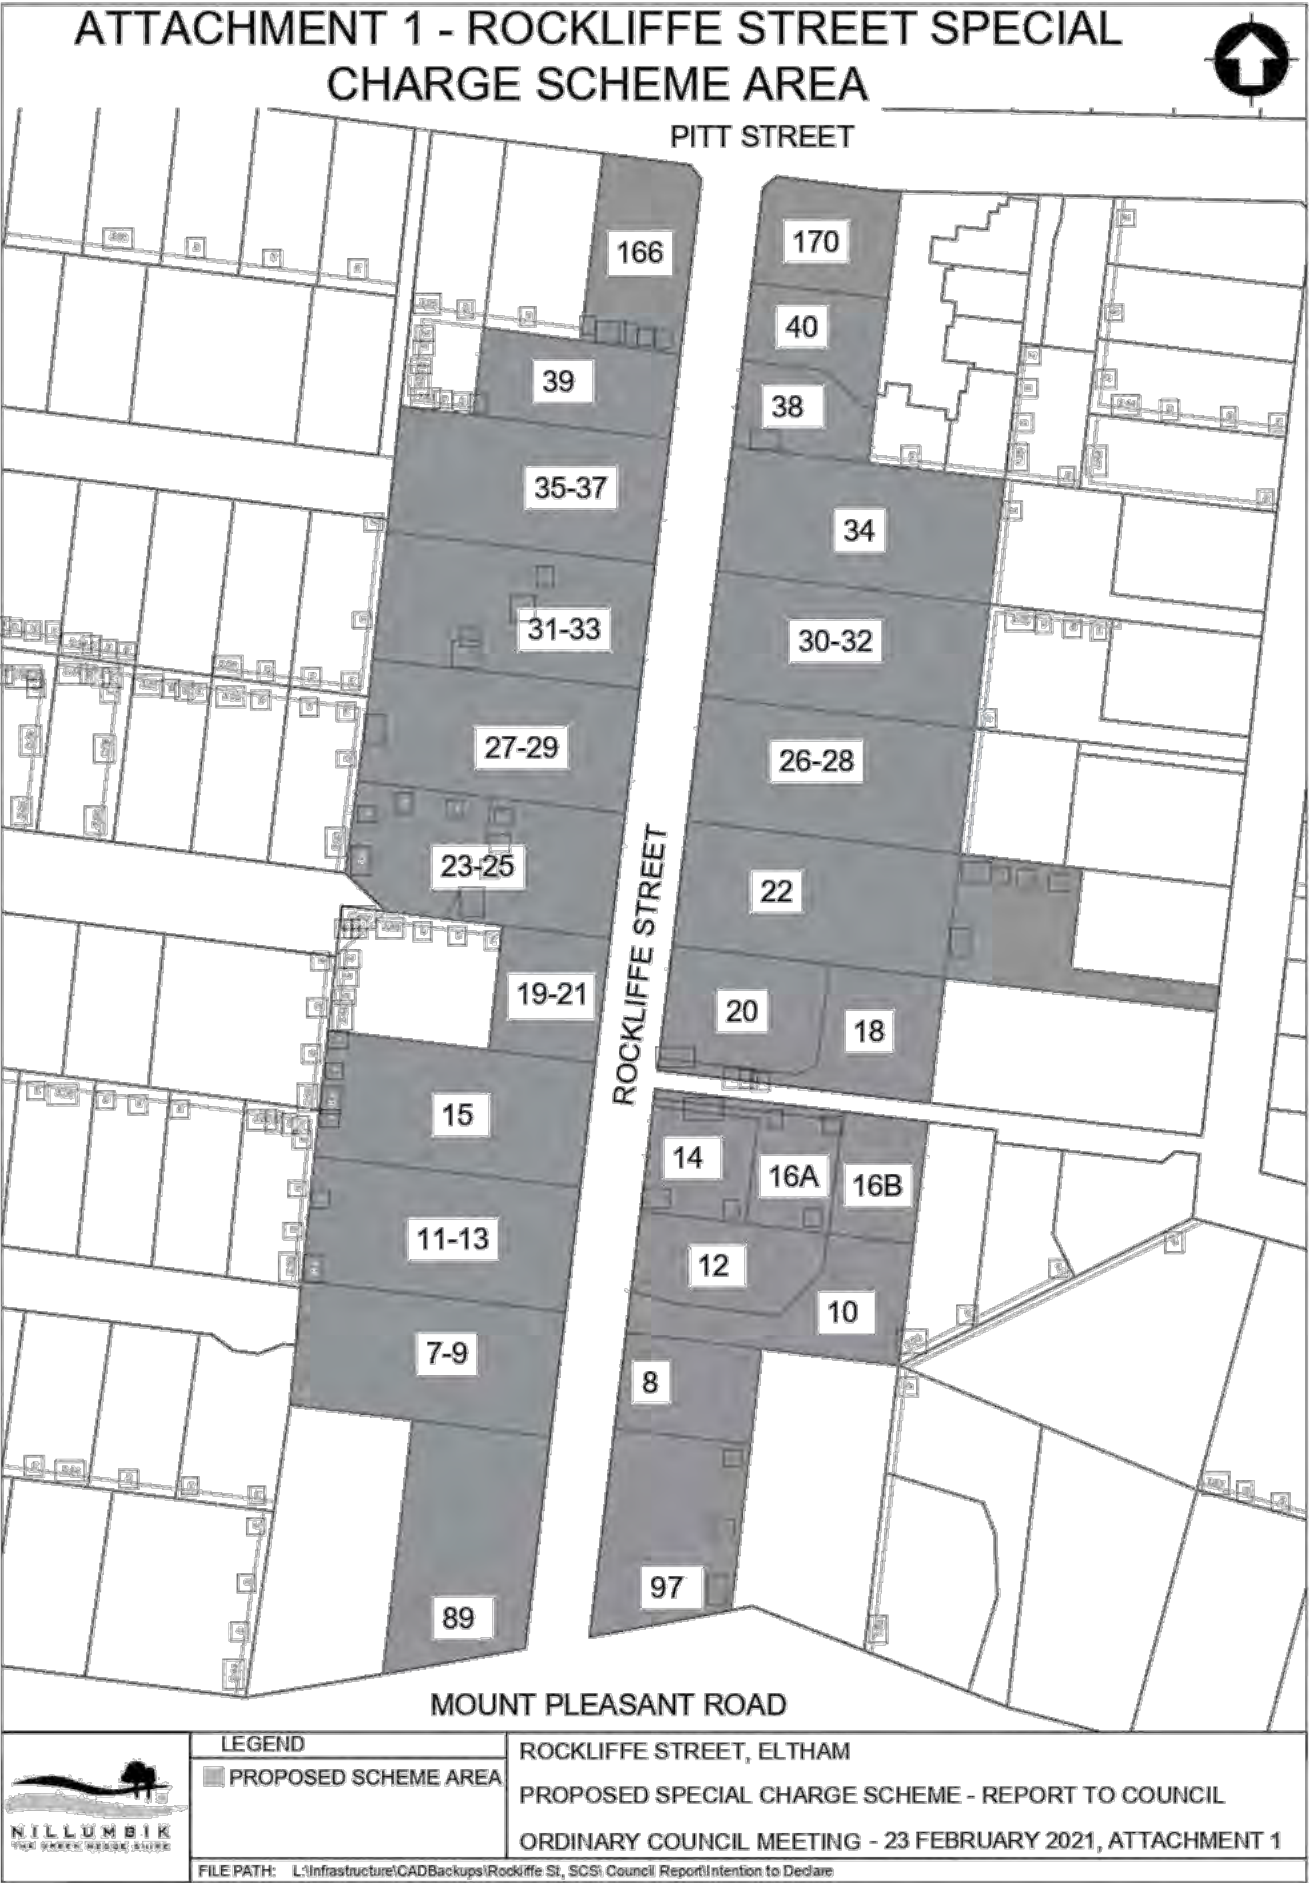 ATTACHMENT 1 - ROCKLIFFE STREET SPECIAL
CHARGE SCHEME AREA
PITT STREET
166
170
40
39
38
35-37
34
31-33
30-32
27-29
26-28
23-25
22
ROCKLIFFE STREET
19-21
20
18
15
14
16A
16B
11-13
12
10
7-9
8
97
89
MOUNT PLEASANT ROAD
LEGEND
PROPOSED SCHEME AREA
NILLUMBIK
ROCKLIFFE STREET, ELTHAM
PROPOSED SPECIAL CHARGE SCHEME - REPORT TO COUNCIL
ORDINARY COUNCIL MEETING - 23 FEBRUARY 2021, ATTACHMENT 1
FILE PATH: L:\Infrastructure\CADBackups\Rockliffe St, SCS\ Council Report\Intention to Declare